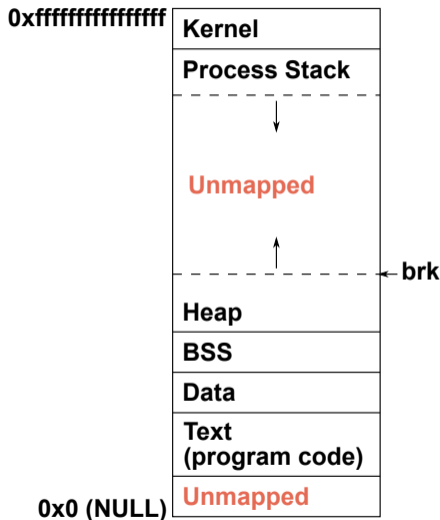 0xffffffffffffffff
Kernel
Process Stack
Unmapped
brk
Heap
BSS
Data
Text
(program code)
Unmapped
0x0 (NULL)